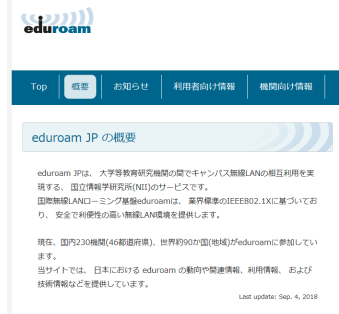 eduroam
Top 概要 お知らせ 利用者向け情報 機関向け情報
eduroam JP の概要
eduroam JPは、 大学等教育研究機関の間でキャンパス無線LANの相互利用を実
現する、 国立情報学研究所(NII)のサービスです。
国際無線LANローミング基盤eduroamは、 業界標準のIEEE802.1Xに基づいてお
り、 安全で利便性の高い無線LAN環境を提供します。
現在、国内230機関(46都道府県)、世界約90か国(地域)がeduroamに参加してい
ます。
当サイトでは、 日本における eduroam の動向や関連情報、利用情報、 および
技術情報などを提供しています。
Last update: Sep. 4, 2018